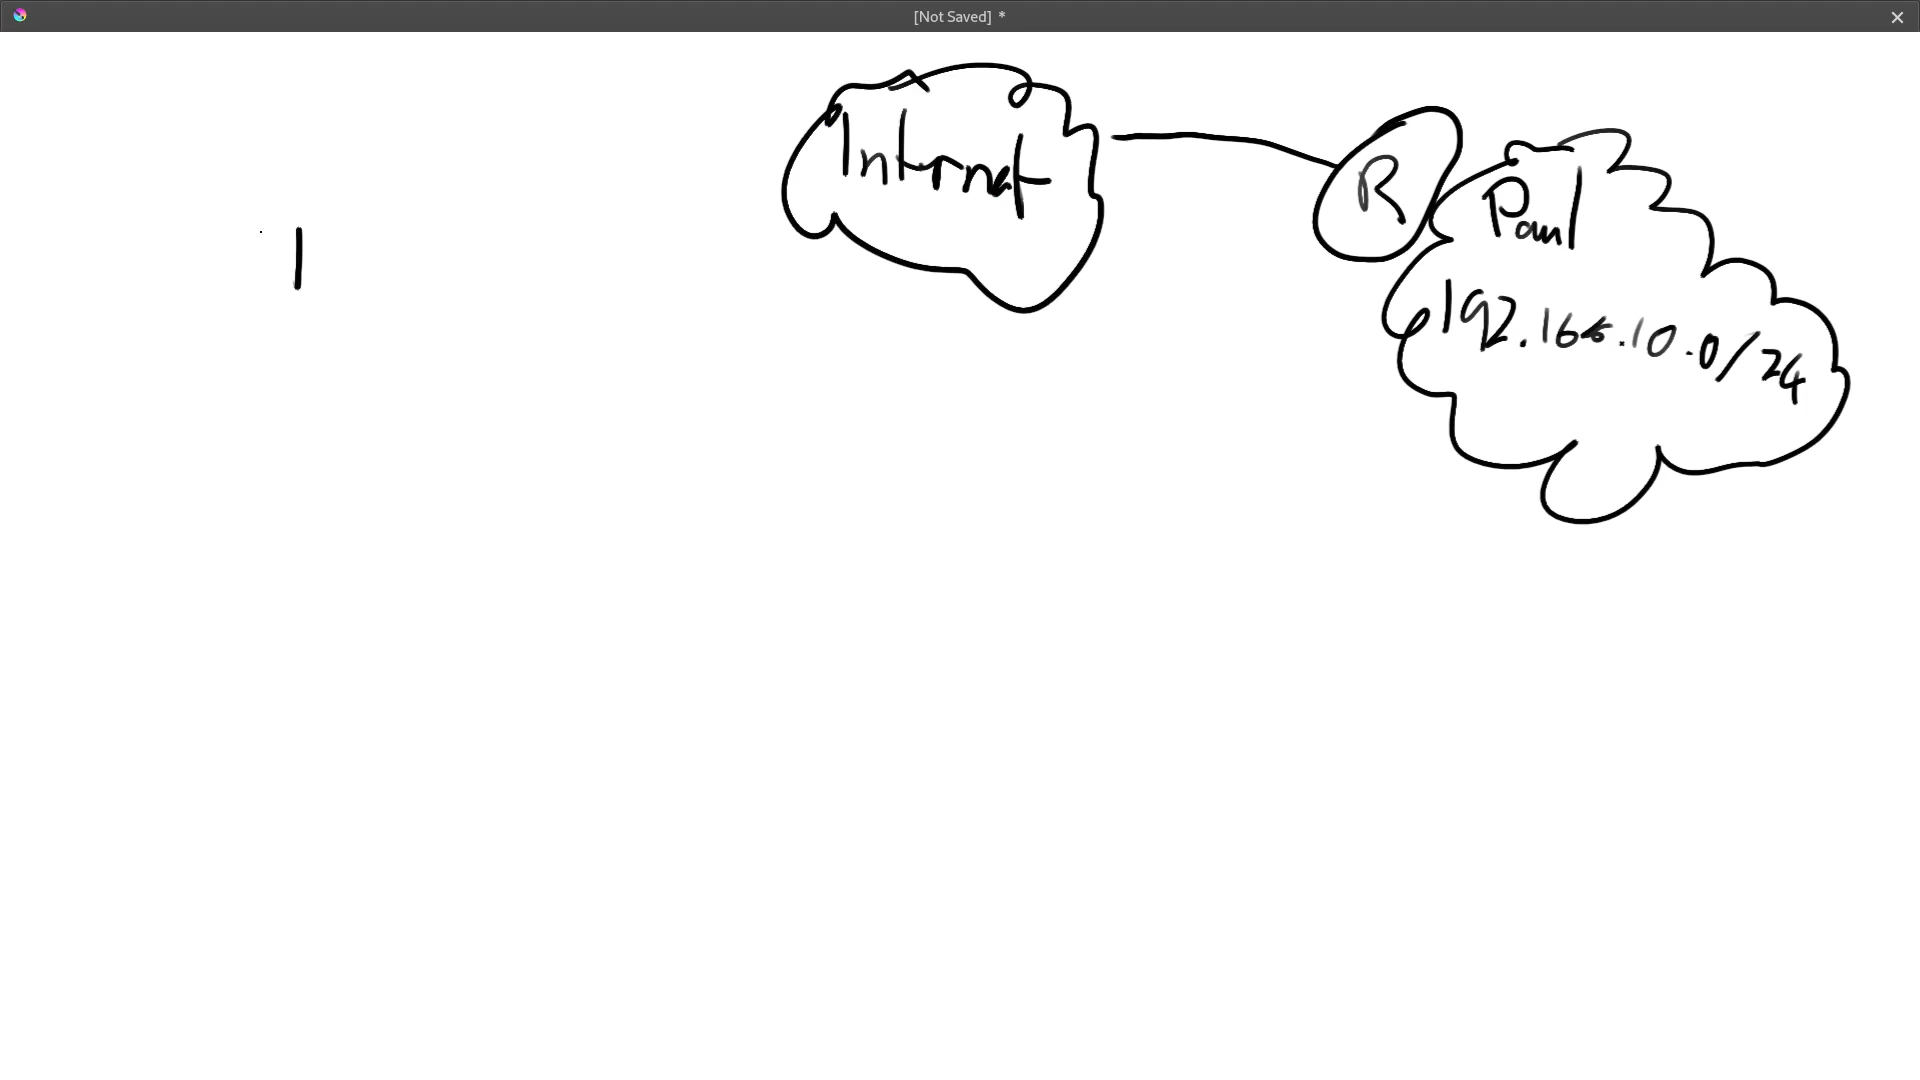 [Not Saved] *
Internet
R
Paul
192.168.10.0/24